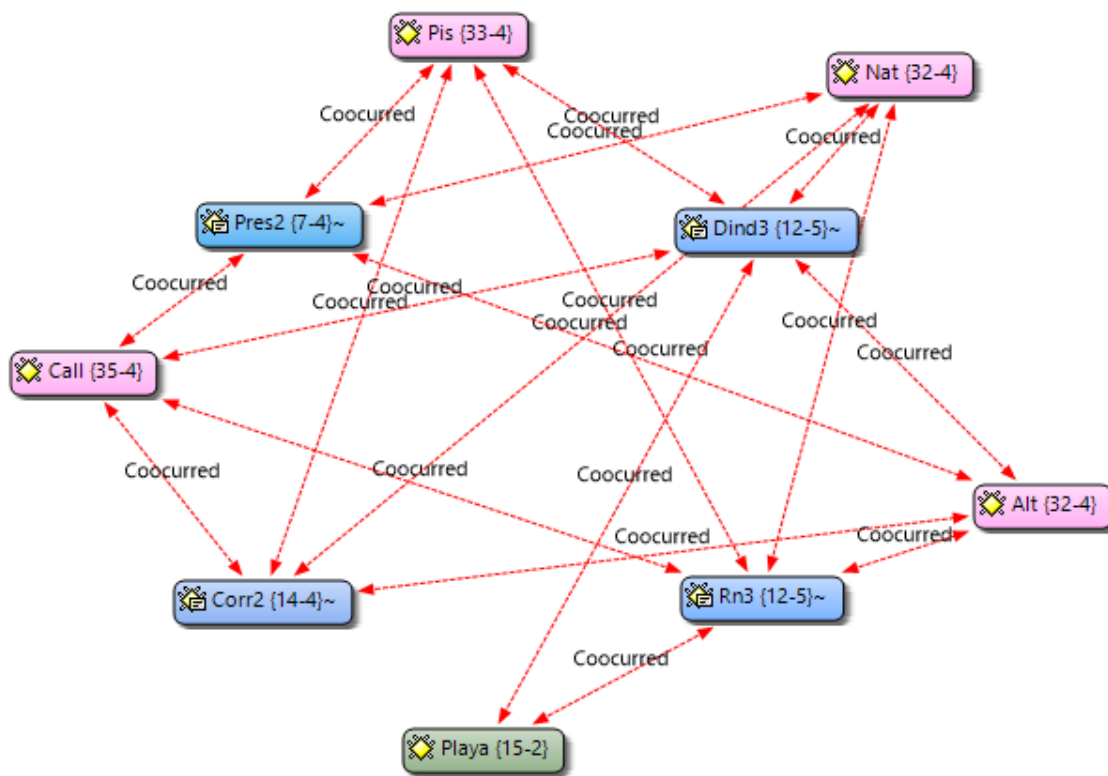 Pis {33-4}
Nat {32-4}
Coocurred
Coocurred
Coocurred
Coocurred
Pres2 {7-4}~
Dind3 {12-5}~
Coocurred
Coocurred
Coocurred
Coocurred
Coocurred
Coocurred
Coocurred
Coocurred
Call {35-4}
Coocurred
Coocurred
Coocurred
Alt {32-4}
Coocurred
Coocurred
Corr2 {14-4}~
Rn3 {12-5}~
Coocurred
Playa {15-2}